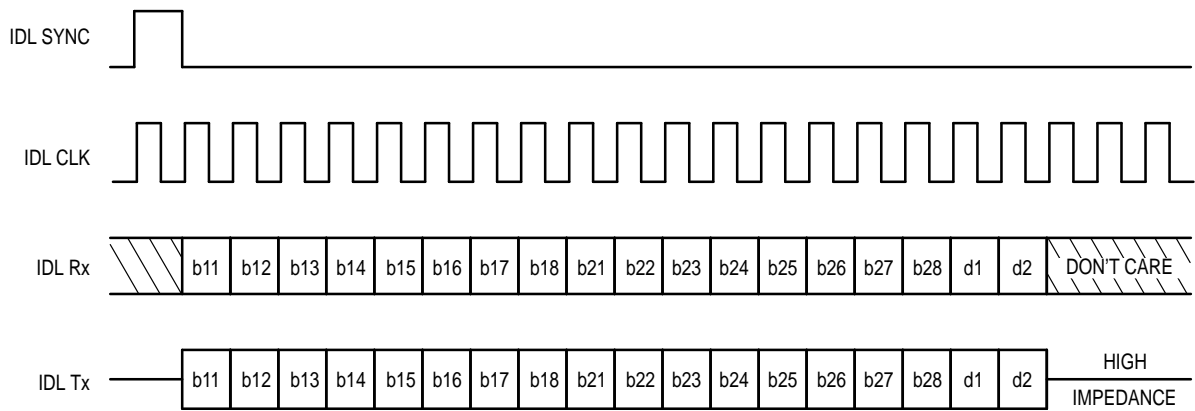 IDL SYNC
IDL CLK
IDL Rx b11 b12 b13 b14 b15 b16 b17 b18 b21 b22 b23 b24 b25 b26 b27 b28 d1 d2 DON'T CARE
IDL Tx b11 b12 b13 b14 b15 b16 b17 b18 b21 b22 b23 b24 b25 b26 b27 b28 d1 d2 HIGH
IMPEDANCE